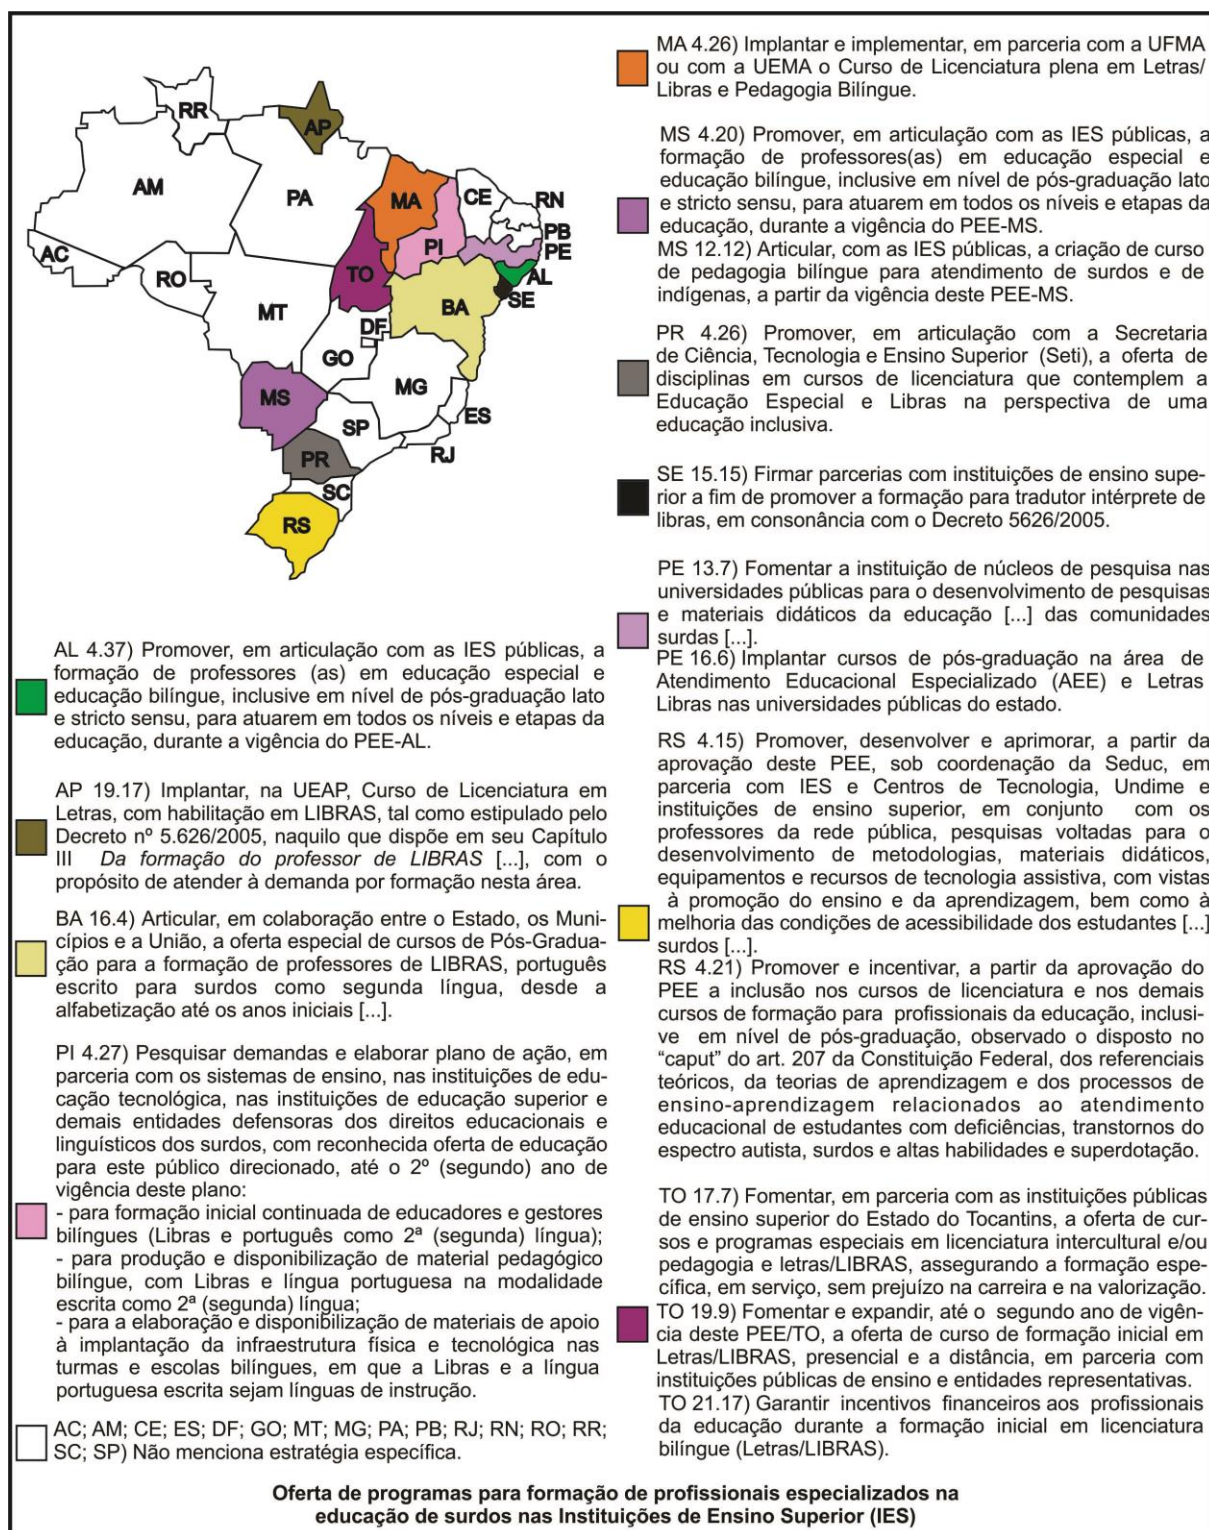 RR
AP
AM
PA
MA
CE
RN
PB
PE
PI
AC
RO
TO
AL
SE
MT
BA
DF
GO
MG
MS
ES
SP
RJ
PR
SC
RS
AL 4.37) Promover, em articulação com as IES públicas, a
formação de professores (as) em educação especial e
educação bilíngue, inclusive em nível de pós-graduação lato
e stricto sensu, para atuarem em todos os níveis e etapas da
educação, durante a vigência do PEE-AL.
AP 19.17) Implantar, na UEAP, Curso de Licenciatura em
Letras, com habilitação em LIBRAS, tal como estipulado pelo
Decreto nº 5.626/2005, naquilo que dispõe em seu Capítulo
III Da formação do professor de LIBRAS [...], com o
propósito de atender à demanda por formação nesta área.
BA 16.4) Articular, em colaboração entre o Estado, os Muni-
cípios e a União, a oferta especial de cursos de Pós-Gradua-
ção para a formação de professores de LIBRAS, português
escrito para surdos como segunda língua, desde a
alfabetização até os anos iniciais [...].
PI 4.27) Pesquisar demandas e elaborar plano de ação, em
parceria com os sistemas de ensino, nas instituições de edu-
cação tecnológica, nas instituições de educação superior e
demais entidades defensoras dos direitos educacionais e
linguísticos dos surdos, com reconhecida oferta de educação
para este público direcionado, até o 2º (segundo) ano de
vigência deste plano:
- para formação inicial continuada de educadores e gestores
bilíngues (Libras e português como 2ª (segunda) língua);
- para produção e disponibilização de material pedagógico
bilíngue, com Libras e língua portuguesa na modalidade
escrita como 2ª (segunda) língua;
- para a elaboração e disponibilização de materiais de apoio
à implantação da infraestrutura física e tecnológica nas
turmas e escolas bilíngues, em que a Libras e a língua
portuguesa escrita sejam línguas de instrução.
AC; AM; CE; ES; DF; GO; MT; MG; PA; PB; RJ; RN; RO; RR;
SC; SP) Não menciona estratégia específica.
MA 4.26) Implantar e implementar, em parceria com a UFMA
ou com a UEMA o Curso de Licenciatura plena em Letras/
Libras e Pedagogia Bilíngue.
MS 4.20) Promover, em articulação com as IES públicas, a
formação de professores(as) em educação especial e
educação bilíngue, inclusive em nível de pós-graduação lato
e stricto sensu, para atuarem em todos os níveis e etapas da
educação, durante a vigência do PEE-MS.
MS 12.12) Articular, com as IES públicas, a criação de curso
de pedagogia bilíngue para atendimento de surdos e de
indígenas, a partir da vigência deste PEE-MS.
PR 4.26) Promover, em articulação com a Secretaria
de Ciência, Tecnologia e Ensino Superior (Seti), a oferta de
disciplinas em cursos de licenciatura que contemplem a
Educação Especial e Libras na perspectiva de uma
educação inclusiva.
SE 15.15) Firmar parcerias com instituições de ensino supe-
rior a fim de promover a formação para tradutor intérprete de
libras, em consonância com o Decreto 5626/2005.
PE 13.7) Fomentar a instituição de núcleos de pesquisa nas
universidades públicas para o desenvolvimento de pesquisas
e materiais didáticos da educação [...] das comunidades
surdas [...].
PE 16.6) Implantar cursos de pós-graduação na área de
Atendimento Educacional Especializado (AEE) e Letras
Libras nas universidades públicas do estado.
RS 4.15) Promover, desenvolver e aprimorar, a partir da
aprovação deste PEE, sob coordenação da Seduc, em
parceria com IES e Centros de Tecnologia, Undime e
instituições de ensino superior, em conjunto com os
professores da rede pública, pesquisas voltadas para o
desenvolvimento de metodologias, materiais didáticos,
equipamentos e recursos de tecnologia assistiva, com vistas
à promoção do ensino e da aprendizagem, bem como à
melhoria das condições de acessibilidade dos estudantes [...]
surdos [...].
RS 4.21) Promover e incentivar, a partir da aprovação do
PEE a inclusão nos cursos de licenciatura e nos demais
cursos de formação para profissionais da educação, inclusi-
ve em nível de pós-graduação, observado o disposto no
“caput” do art. 207 da Constituição Federal, dos referenciais
teóricos, da teorias de aprendizagem e dos processos de
ensino-aprendizagem relacionados ao atendimento
educacional de estudantes com deficiências, transtornos do
espectro autista, surdos e altas habilidades e superdotação.
TO 17.7) Fomentar, em parceria com as instituições públicas
de ensino superior do Estado do Tocantins, a oferta de cur-
sos e programas especiais em licenciatura intercultural e/ou
pedagogia e letras/LIBRAS, assegurando a formação espe-
cífica, em serviço, sem prejuízo na carreira e na valorização.
TO 19.9) Fomentar e expandir, até o segundo ano de vigên-
cia deste PEE/TO, a oferta de curso de formação inicial em
Letras/LIBRAS, presencial e a distância, em parceria com
instituições públicas de ensino e entidades representativas.
TO 21.17) Garantir incentivos financeiros aos profissionais
da educação durante a formação inicial em licenciatura
bilíngue (Letras/LIBRAS).
Oferta de programas para formação de profissionais especializados na
educação de surdos nas Instituições de Ensino Superior (IES)